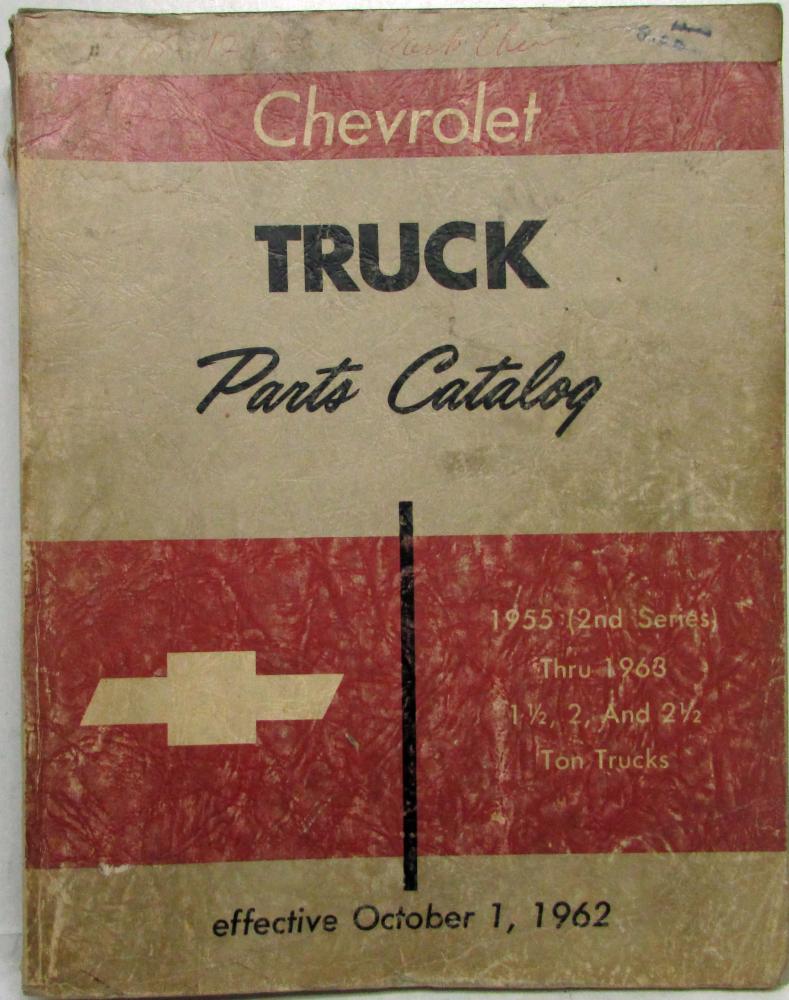 Chevrolet
TRUCK
Parts Catalog
1955 (2nd Series)
Thru 1963
1½, 2, And 2½
Ton Trucks
effective October 1, 1962